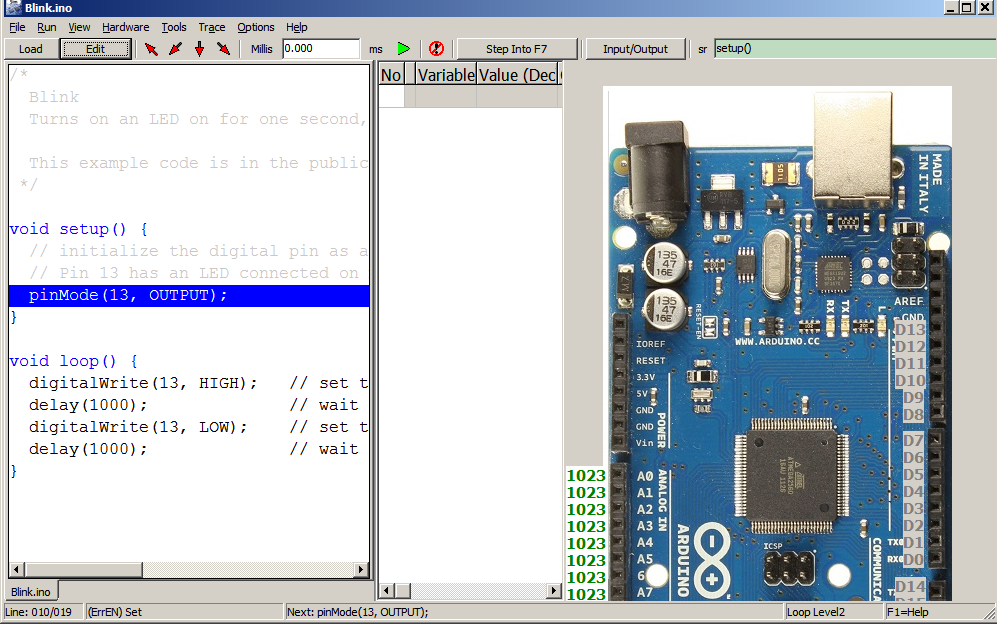 Blink.ino
File Run View Hardware Tools Trace Options Help
Load Edit Millis 0.000 ms Step Into F7 Input/Output sr setup()
/*
Blink
Turns on an LED on for one second,
This example code is in the public
*/
void setup() {
// initialize the digital pin as a
// Pin 13 has an LED connected on
pinMode(13, OUTPUT);
}
void loop() {
digitalWrite(13, HIGH); // set t
delay(1000); // wait
digitalWrite(13, LOW); // set t
delay(1000); // wait
}
Blink.ino
No Variable Value (Dec
MADE
IN ITALY
135
47
16E
135
47
16E
RESET-EN
RX
TX
L
WWW.ARDUINO.CC
AREF
GND
D13
D12
D11
D10
D9
D8
D7
D6
D5
D4
D3
D2
D1
D0
D14
IOREF
RESET
3.3V
5V
GND
GND
Vin
POWER
1023 A0
1023 A1
1023 A2
1023 A3
1023 A4
1023 A5
1023 6
1023 A7
ANALOG IN
ARDUINO
ATMEGA2560
ICSP
COMMUNICA
Line: 010/019 (ErrEN) Set Next: pinMode(13, OUTPUT); Loop Level2 F1=Help